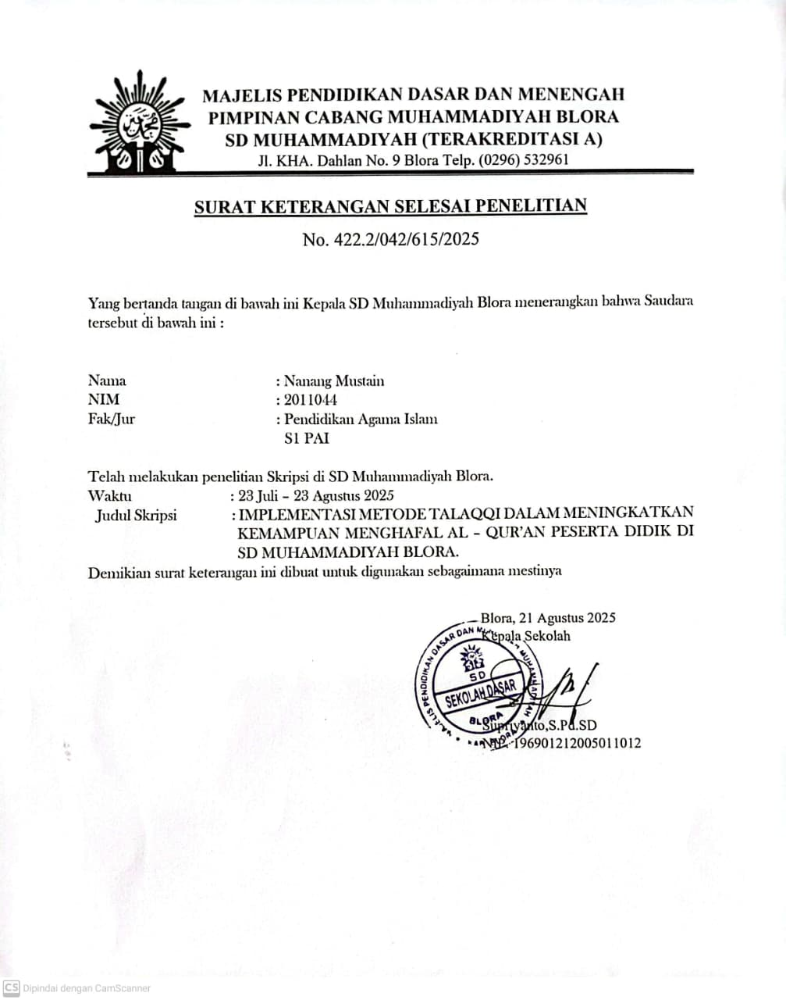 MAJELIS PENDIDIKAN DASAR DAN MENENGAH
PIMPINAN CABANG MUHAMMADIYAH BLORA
SD MUHAMMADIYAH (TERAKREDITASI A)
Jl. KHA. Dahlan No. 9 Blora Telp. (0296) 532961
SURAT KETERANGAN SELESAI PENELITIAN
No. 422.2/042/615/2025
Yang bertanda tangan di bawah ini Kepala SD Muhammadiyah Blora menerangkan bahwa Saudara
tersebut di bawah ini :
Nama : Nanang Mustain
NIM : 2011044
Fak/Jur : Pendidikan Agama Islam
S1 PAI
Telah melakukan penelitian Skripsi di SD Muhammadiyah Blora.
Waktu : 23 Juli – 23 Agustus 2025
Judul Skripsi : IMPLEMENTASI METODE TALAQQI DALAM MENINGKATKAN
KEMAMPUAN MENGHAFAL AL – QUR'AN PESERTA DIDIK DI
SD MUHAMMADIYAH BLORA.
Demikian surat keterangan ini dibuat untuk digunakan sebagaimana mestinya
Blora, 21 Agustus 2025
Kepala Sekolah
MAJELIS PENDIDIKAN DASAR DAN
MUHAMMADIYAH
SD
SEKOLAH DASAR
BLORA
Supriyanto,S.Pd.SD
NIP. 196901212005011012
CS Dipindai dengan CamScanner